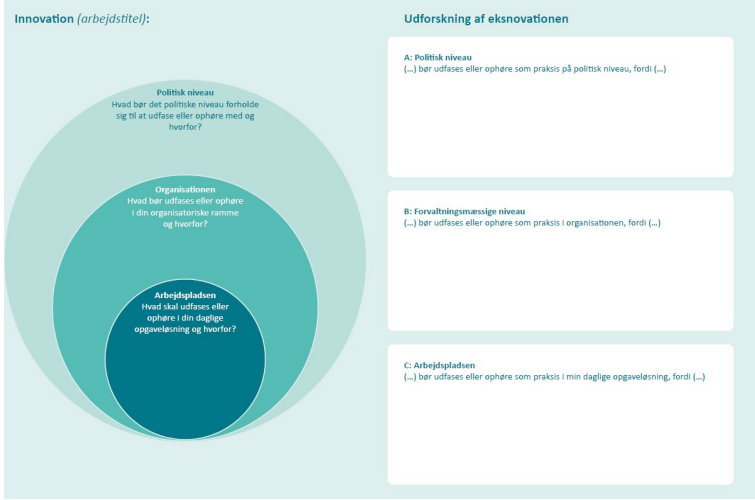 Innovation (arbejdstitel):
Politisk niveau
Hvad bør det politiske niveau forholde
sig til at udfase eller ophøre med og
hvorfor?
Organisationen
Hvad bør udfases eller ophøre
i din organisatoriske ramme
og hvorfor?
Arbejdspladsen
Hvad skal udfases eller
ophøre i din daglige
opgaveløsning og hvorfor?
Udforskning af eksnovationen
A: Politisk niveau
(...) bør udfases eller ophøre som praksis på politisk niveau, fordi (...)
B: Forvaltningsmæssige niveau
(...) bør udfases eller ophøre som praksis i organisationen, fordi (...)
C: Arbejdspladsen
(...) bør udfases eller ophøre som praksis i min daglige opgaveløsning, fordi (...)